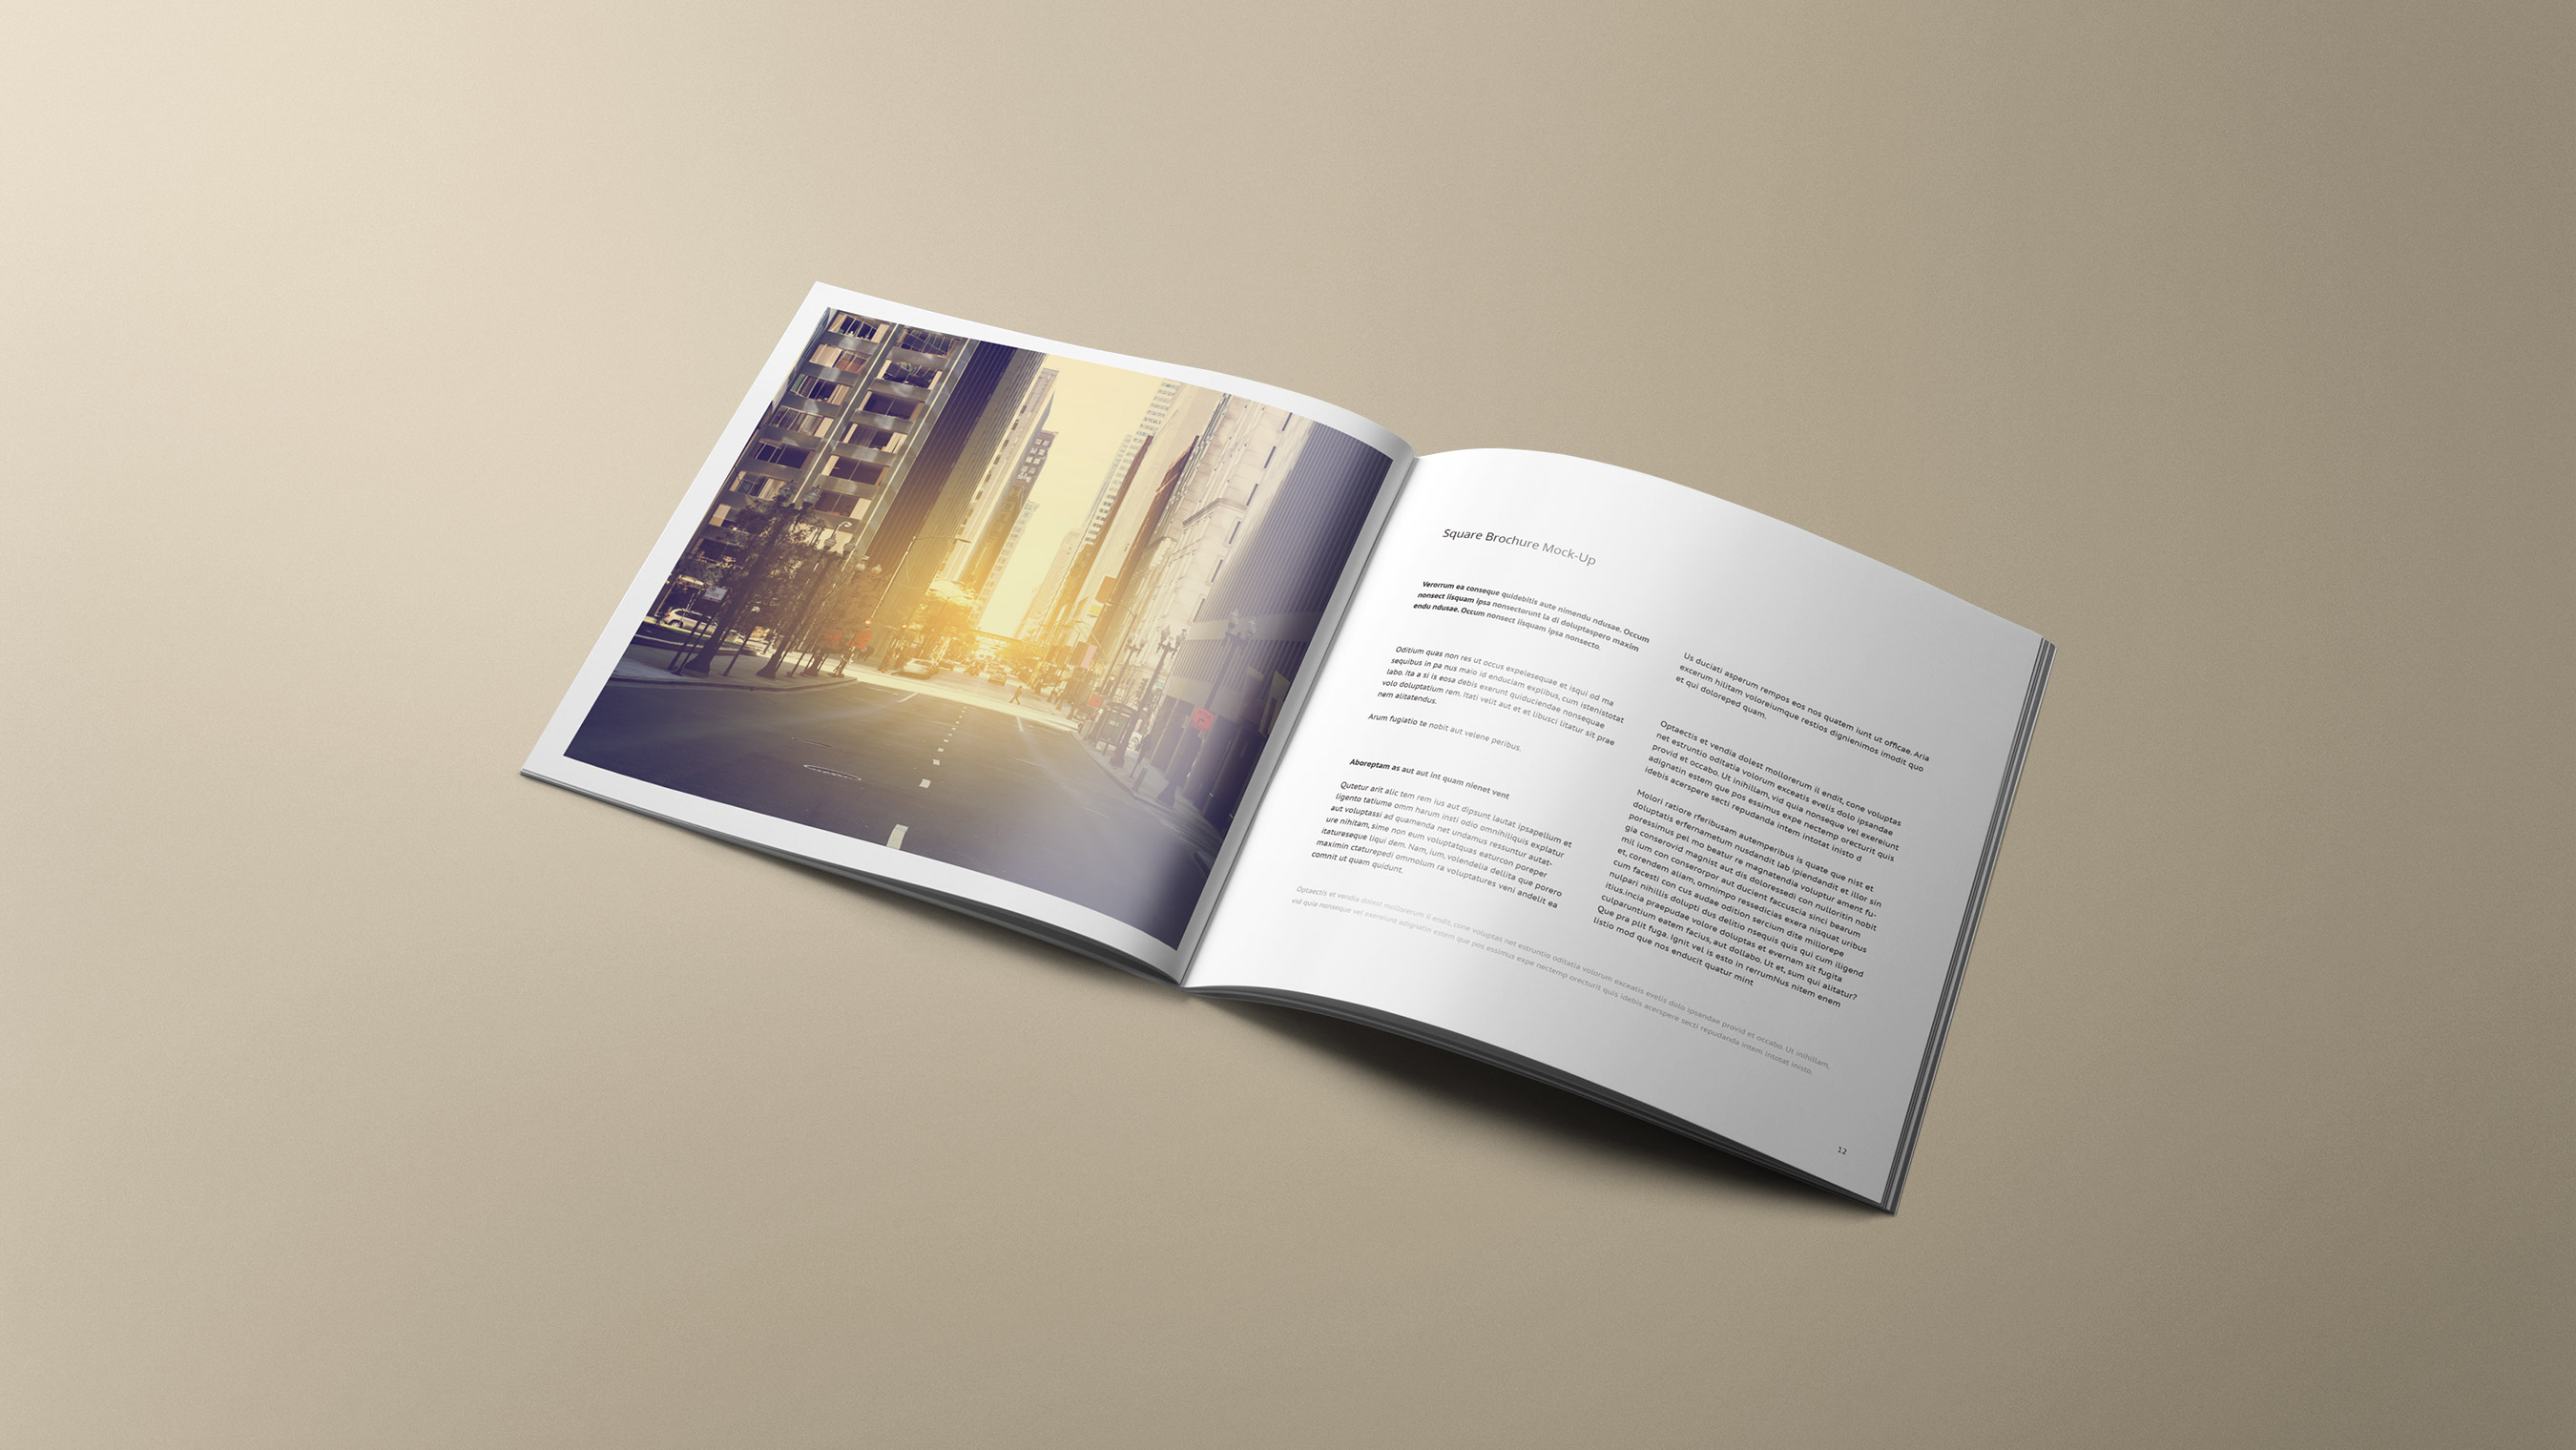 Square Brochure Mock-Up
Verorrum ea conseque quidebitis aute nimendu ndusae. Occum
nonsect iisquam ipsa nonsectorunt la di doluptaspero maxim
endu ndusae. Occum nonsect iisquam ipsa nonsecto.
Oditium quas non res ut occus expelesequae et isqui od ma
sequibus in pa nus maio id enduciam explibus, cum istenistotat
labo. Ita a si is eosa debis exerunt quiduciendae nonsequae
volo doluptatium rem. Itati velit aut et et libusci litatur sit prae
nem alitatendus.
Arum fugiatio te nobit aut velene peribus.
Aboreptam as aut aut int quam nienet vent
Qutetur arit alic tem rem ius aut dipsunt lautat ipsapellum et
ligento tatiume omm harum insti odio omnihiliquis explatur
aut voluptassi ad quamenda net undamus ressuntur autat-
ure nihitam, sime non eum voluptatquas eaturcon poreper
itatureseque liqui dem. Nam, ium, volendella dellita que porero
maximin ctaturepedi ommolum ra voluptatures veni andelit ea
comnit ut quam quidunt.
Us duciati asperum rempos eos nos quatem iunt ut officae. Aria
excerum hilitam voloreiumque restios dignienimos imodit quo
et qui doloreped quam.
Optaectis et vendia dolest mollorerum il endit, cone voluptas
net estruntio oditatia volorum exceatis evelis dolo ipsandae
provid et occabo. Ut inihillam, vid quia nonseque vel exereiunt
adignatin estem que pos essimus expe nectemp orecturit quis
idebis acerspere secti repudanda intem intotat inisto d
Molori ratiore rferibusam autemperibus is quate que nist et
doluptatis erfernametum nusdandit lab ipiendandit et illor sin
poressimus pel mo beatur re magnatendia voluptur ament fu-
gia conserovid magnist aut dis doloressedi con nulloritin nobit
mil ium con conserorpor aut ducient faccuscia sinci bearum
et, corendem aliam, omnimpo ressedicias exera nisquat uribus
cum facesti con cus audae odition sercium dite millorepe
nulpari nihillis dolupti dus delitio nsequis quis qui cum iligend
itius.incia praepudae volore doluptas et evernam sit fugita
culparuntium eatem facius, aut dollabo. Ut et, sum qui alitatur?
Que pra plit fuga. Ignit vel is esto in rerrumNus nitem enem
listio mod que nos enducit quatur mint
Optaectis et vendia dolest mollorerum il endit, cone voluptas net estruntio oditatia volorum exceatis evelis dolo ipsandae provid et occabo. Ut inihillam,
vid quia nonseque vel exereiunt adignatin estem que pos essimus expe nectemp orecturit quis idebis acerspere secti repudanda intem intotat inisto.
12